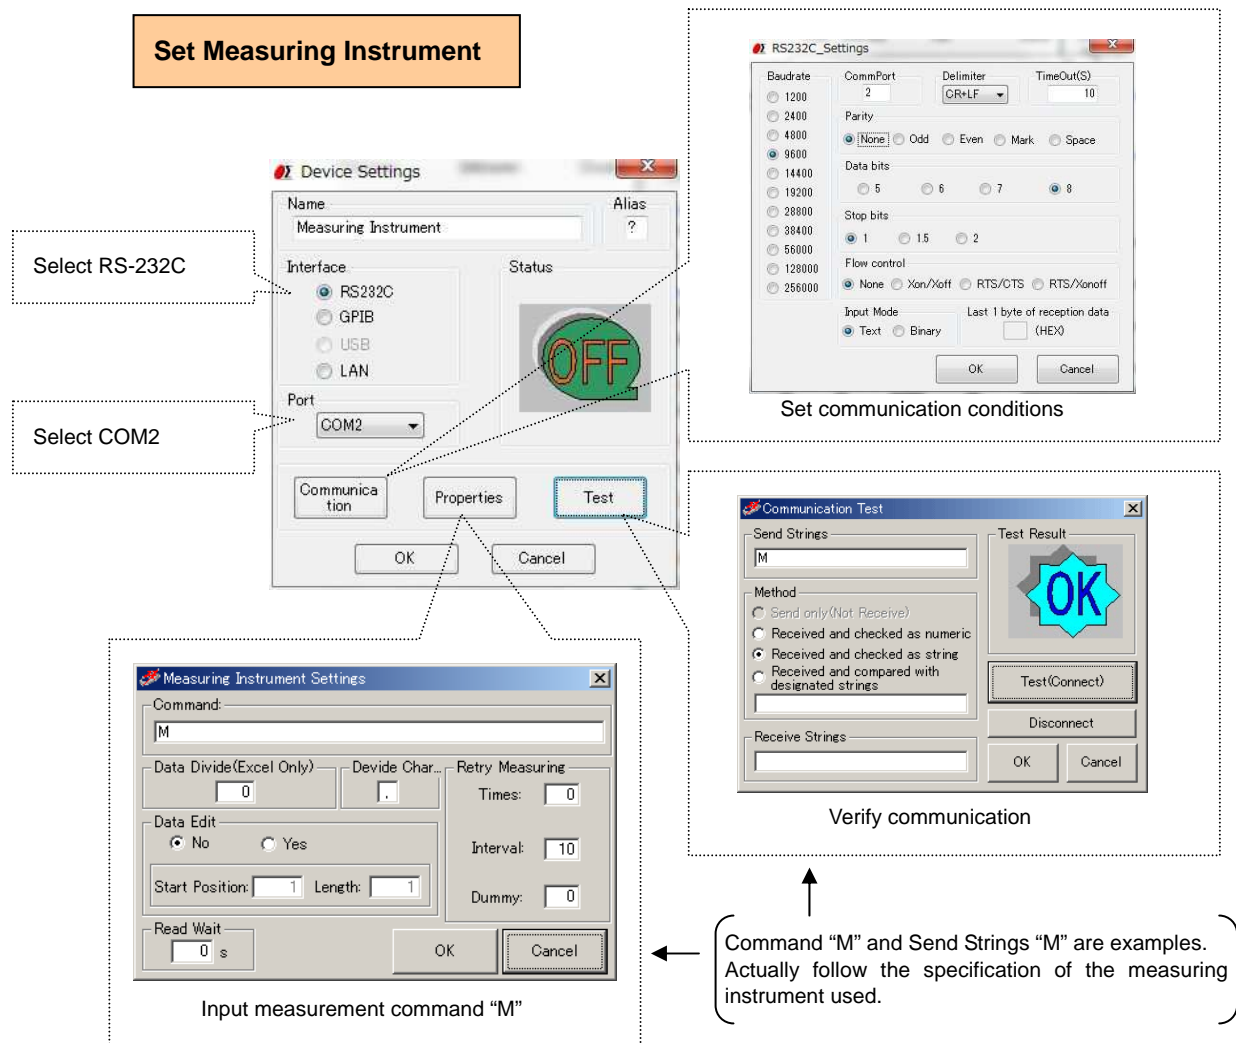 Set Measuring Instrument
RS232C_Settings
Baudrate
1200
2400
4800
9600
14400
19200
28800
38400
56000
128000
256000
CommPort
2
Delimiter
CR+LF
TimeOut(S)
10
Parity
None Odd Even Mark Space
Data bits
5 6 7 8
Stop bits
1 1.5 2
Flow control
None Xon/Xoff RTS/CTS RTS/Xonoff
Input Mode
Text Binary
Last 1 byte of reception data
(HEX)
OK Cancel
Set communication conditions
Device Settings
Name
Measuring Instrument
Alias
?
Interface
RS232C
GPIB
USB
LAN
Status
OFF
Port
COM2
Communica
tion
Properties
Test
OK
Cancel
Select RS-232C
Select COM2
Communication Test
Send Strings
M
Method
Send only(Not Receive)
Received and checked as numeric
Received and checked as string
Received and compared with
designated strings
Receive Strings
Test Result
OK
Test(Connect)
Disconnect
OK Cancel
Verify communication
Measuring Instrument Settings
Command:
M
Data Divide(Excel Only)
0
Devide Char...
.
Retry Measuring
Times: 0
Interval: 10
Dummy: 0
Data Edit
No Yes
Start Position: 1 Length: 1
Read Wait
0 s
OK
Cancel
Input measurement command “M”
Command “M” and Send Strings “M” are examples.
Actually follow the specification of the measuring
instrument used.